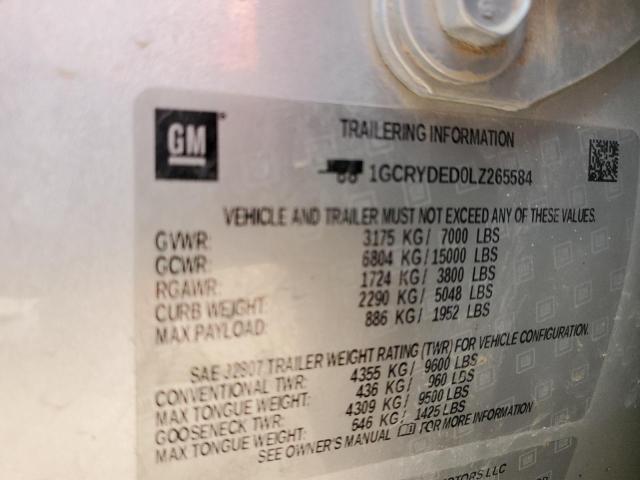 GM
TRAILERING INFORMATION
1GCRYDED0LZ265584
VEHICLE AND TRAILER MUST NOT EXCEED ANY OF THESE VALUES.
GVWR: 3175 KG/ 7000 LBS
GCWR: 6804 KG/15000 LBS
RGAWR: 1724 KG/ 3800 LBS
CURB WEIGHT: 2290 KG/ 5048 LBS
MAX PAYLOAD: 886 KG/ 1952 LBS
SAE J2807 TRAILER WEIGHT RATING (TWR) FOR VEHICLE CONFIGURATION.
CONVENTIONAL TWR: 4355 KG/ 9600 LBS
MAX TONGUE WEIGHT: 436 KG/ 960 LBS
GOOSENECK TWR: 4309 KG/ 9500 LBS
MAX TONGUE WEIGHT: 646 KG/ 1425 LBS
SEE OWNER'S MANUAL FOR MORE INFORMATION
MOTORS LLC